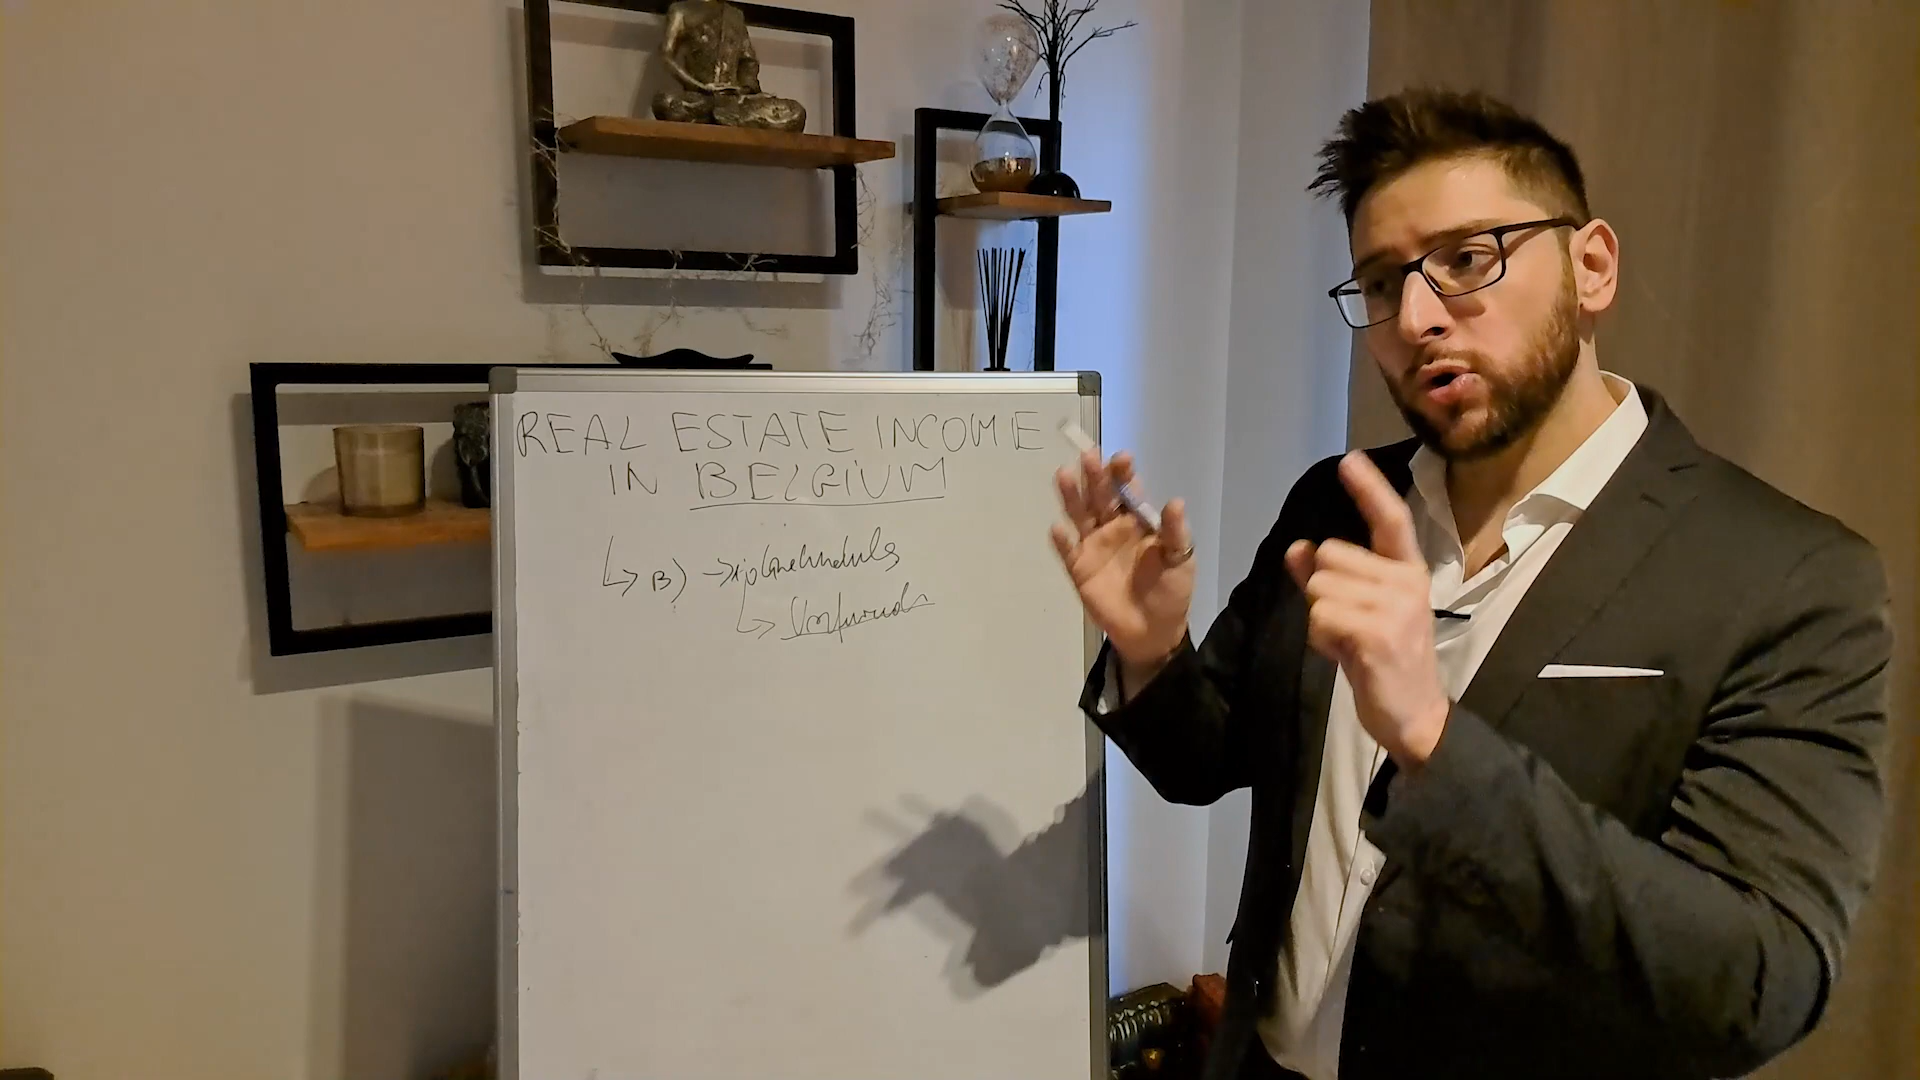 REAL ESTATE INCOME
IN BELGIUM
↳ B) →